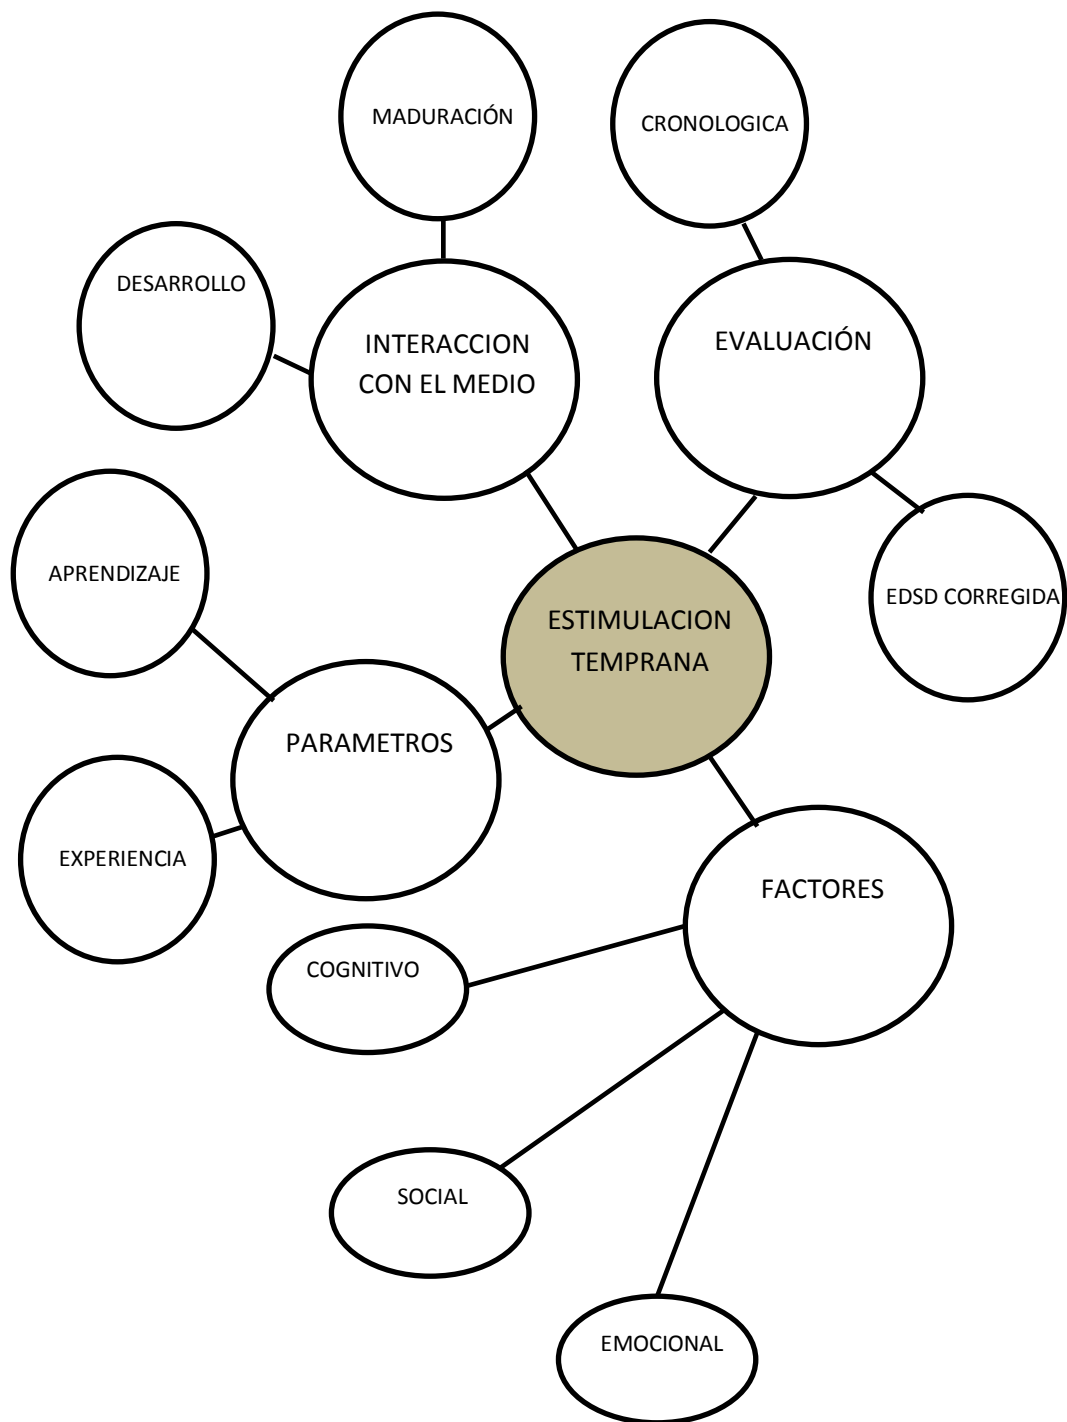 MADURACIÓN
CRONOLOGICA
DESARROLLO
INTERACCION
CON EL MEDIO
EVALUACIÓN
APRENDIZAJE
EDSD CORREGIDA
ESTIMULACION
TEMPRANA
PARAMETROS
EXPERIENCIA
FACTORES
COGNITIVO
SOCIAL
EMOCIONAL